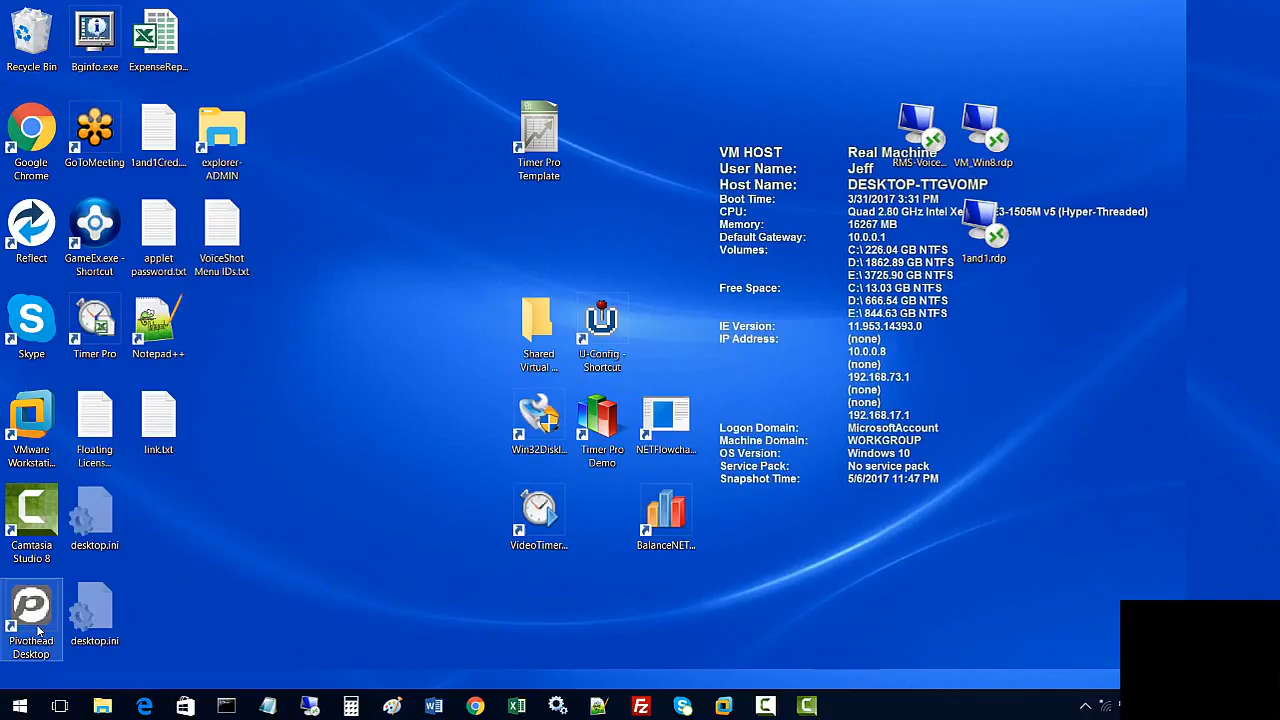 Recycle Bin
Bginfo.exe
ExpenseRep...
Google
Chrome
GoToMeeting
1and1Cred...
explorer-
ADMIN
Reflect
GameEx.exe -
Shortcut
applet
password.txt
VoiceShot
Menu IDs.txt
Skype
Timer Pro
Notepad++
VMware
Workstati...
Floating
Licens...
link.txt
Camtasia
Studio 8
desktop.ini
Pivothead
Desktop
desktop.ini
Timer Pro
Template
Shared
Virtual ...
U-Config -
Shortcut
Win32DiskI...
Timer Pro
Demo
NETFlowcha...
VideoTimer...
BalanceNET...
RMS-Voice...
VM_Win8.rdp
1and1.rdp
VM HOST Real Machine
User Name: Jeff
Host Name: DESKTOP-TTGVOMP
Boot Time: 3/31/2017 3:31 PM
CPU: Quad 2.80 GHz Intel Xe E3-1505M v5 (Hyper-Threaded)
Memory: 16267 MB
Default Gateway: 10.0.0.1
Volumes: C:\ 226.04 GB NTFS
D:\ 1862.89 GB NTFS
E:\ 3725.90 GB NTFS
Free Space: C:\ 13.03 GB NTFS
D:\ 666.54 GB NTFS
E:\ 844.63 GB NTFS
IE Version: 11.953.14393.0
IP Address: (none)
10.0.0.8
(none)
192.168.73.1
(none)
(none)
192.168.17.1
Logon Domain: MicrosoftAccount
Machine Domain: WORKGROUP
OS Version: Windows 10
Service Pack: No service pack
Snapshot Time: 5/6/2017 11:47 PM